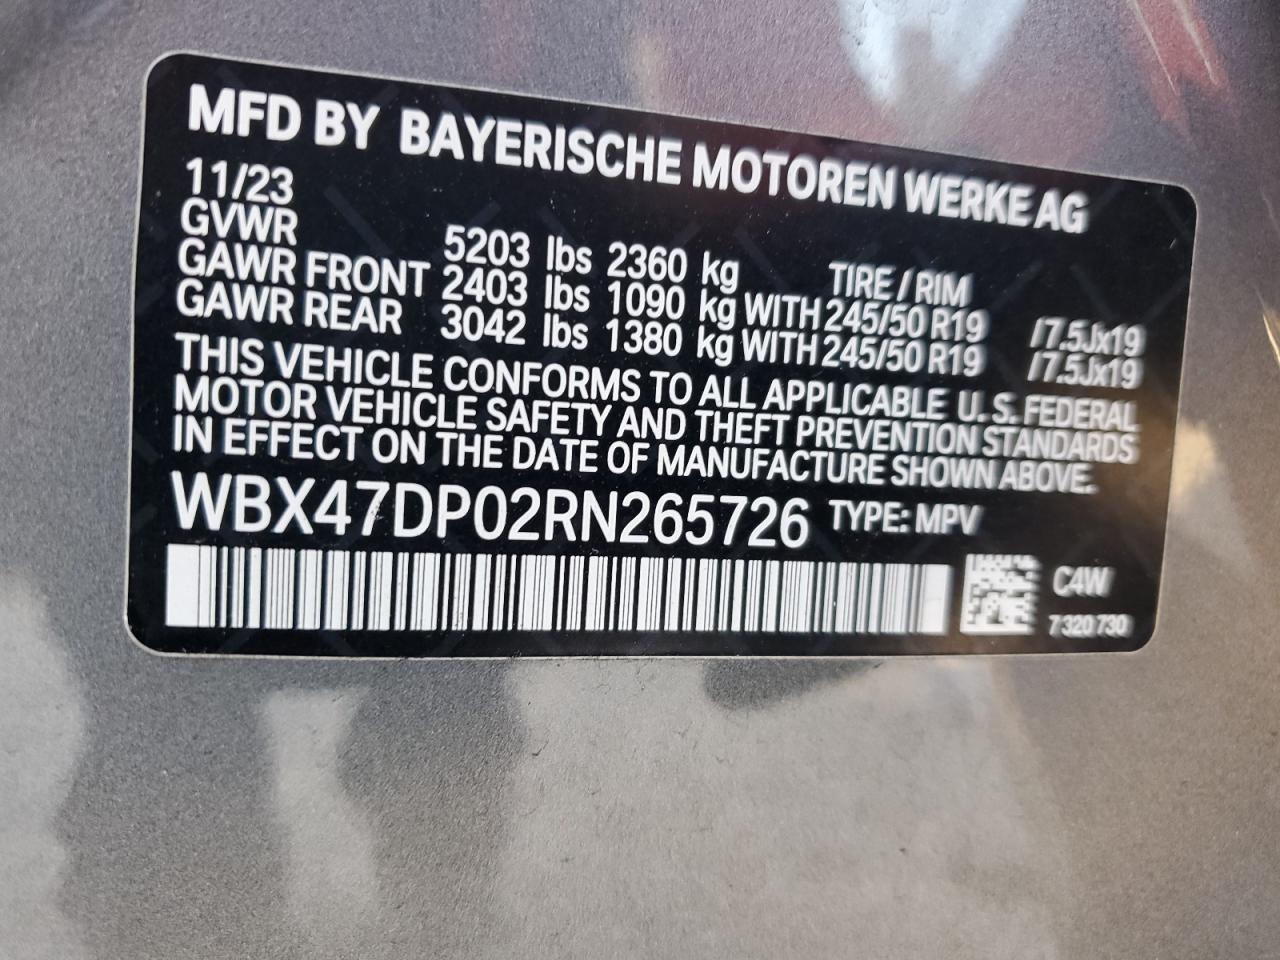 MFD BY BAYERISCHE MOTOREN WERKE AG
11/23
GVWR 5203 lbs 2360 kg TIRE / RIM
GAWR FRONT 2403 lbs 1090 kg WITH 245/50 R19 /7.5Jx19
GAWR REAR 3042 lbs 1380 kg WITH 245/50 R19 /7.5Jx19
THIS VEHICLE CONFORMS TO ALL APPLICABLE U.S. FEDERAL
MOTOR VEHICLE SAFETY AND THEFT PREVENTION STANDARDS
IN EFFECT ON THE DATE OF MANUFACTURE SHOWN ABOVE.
WBX47DP02RN265726 TYPE: MPV
C4W
7 320 730